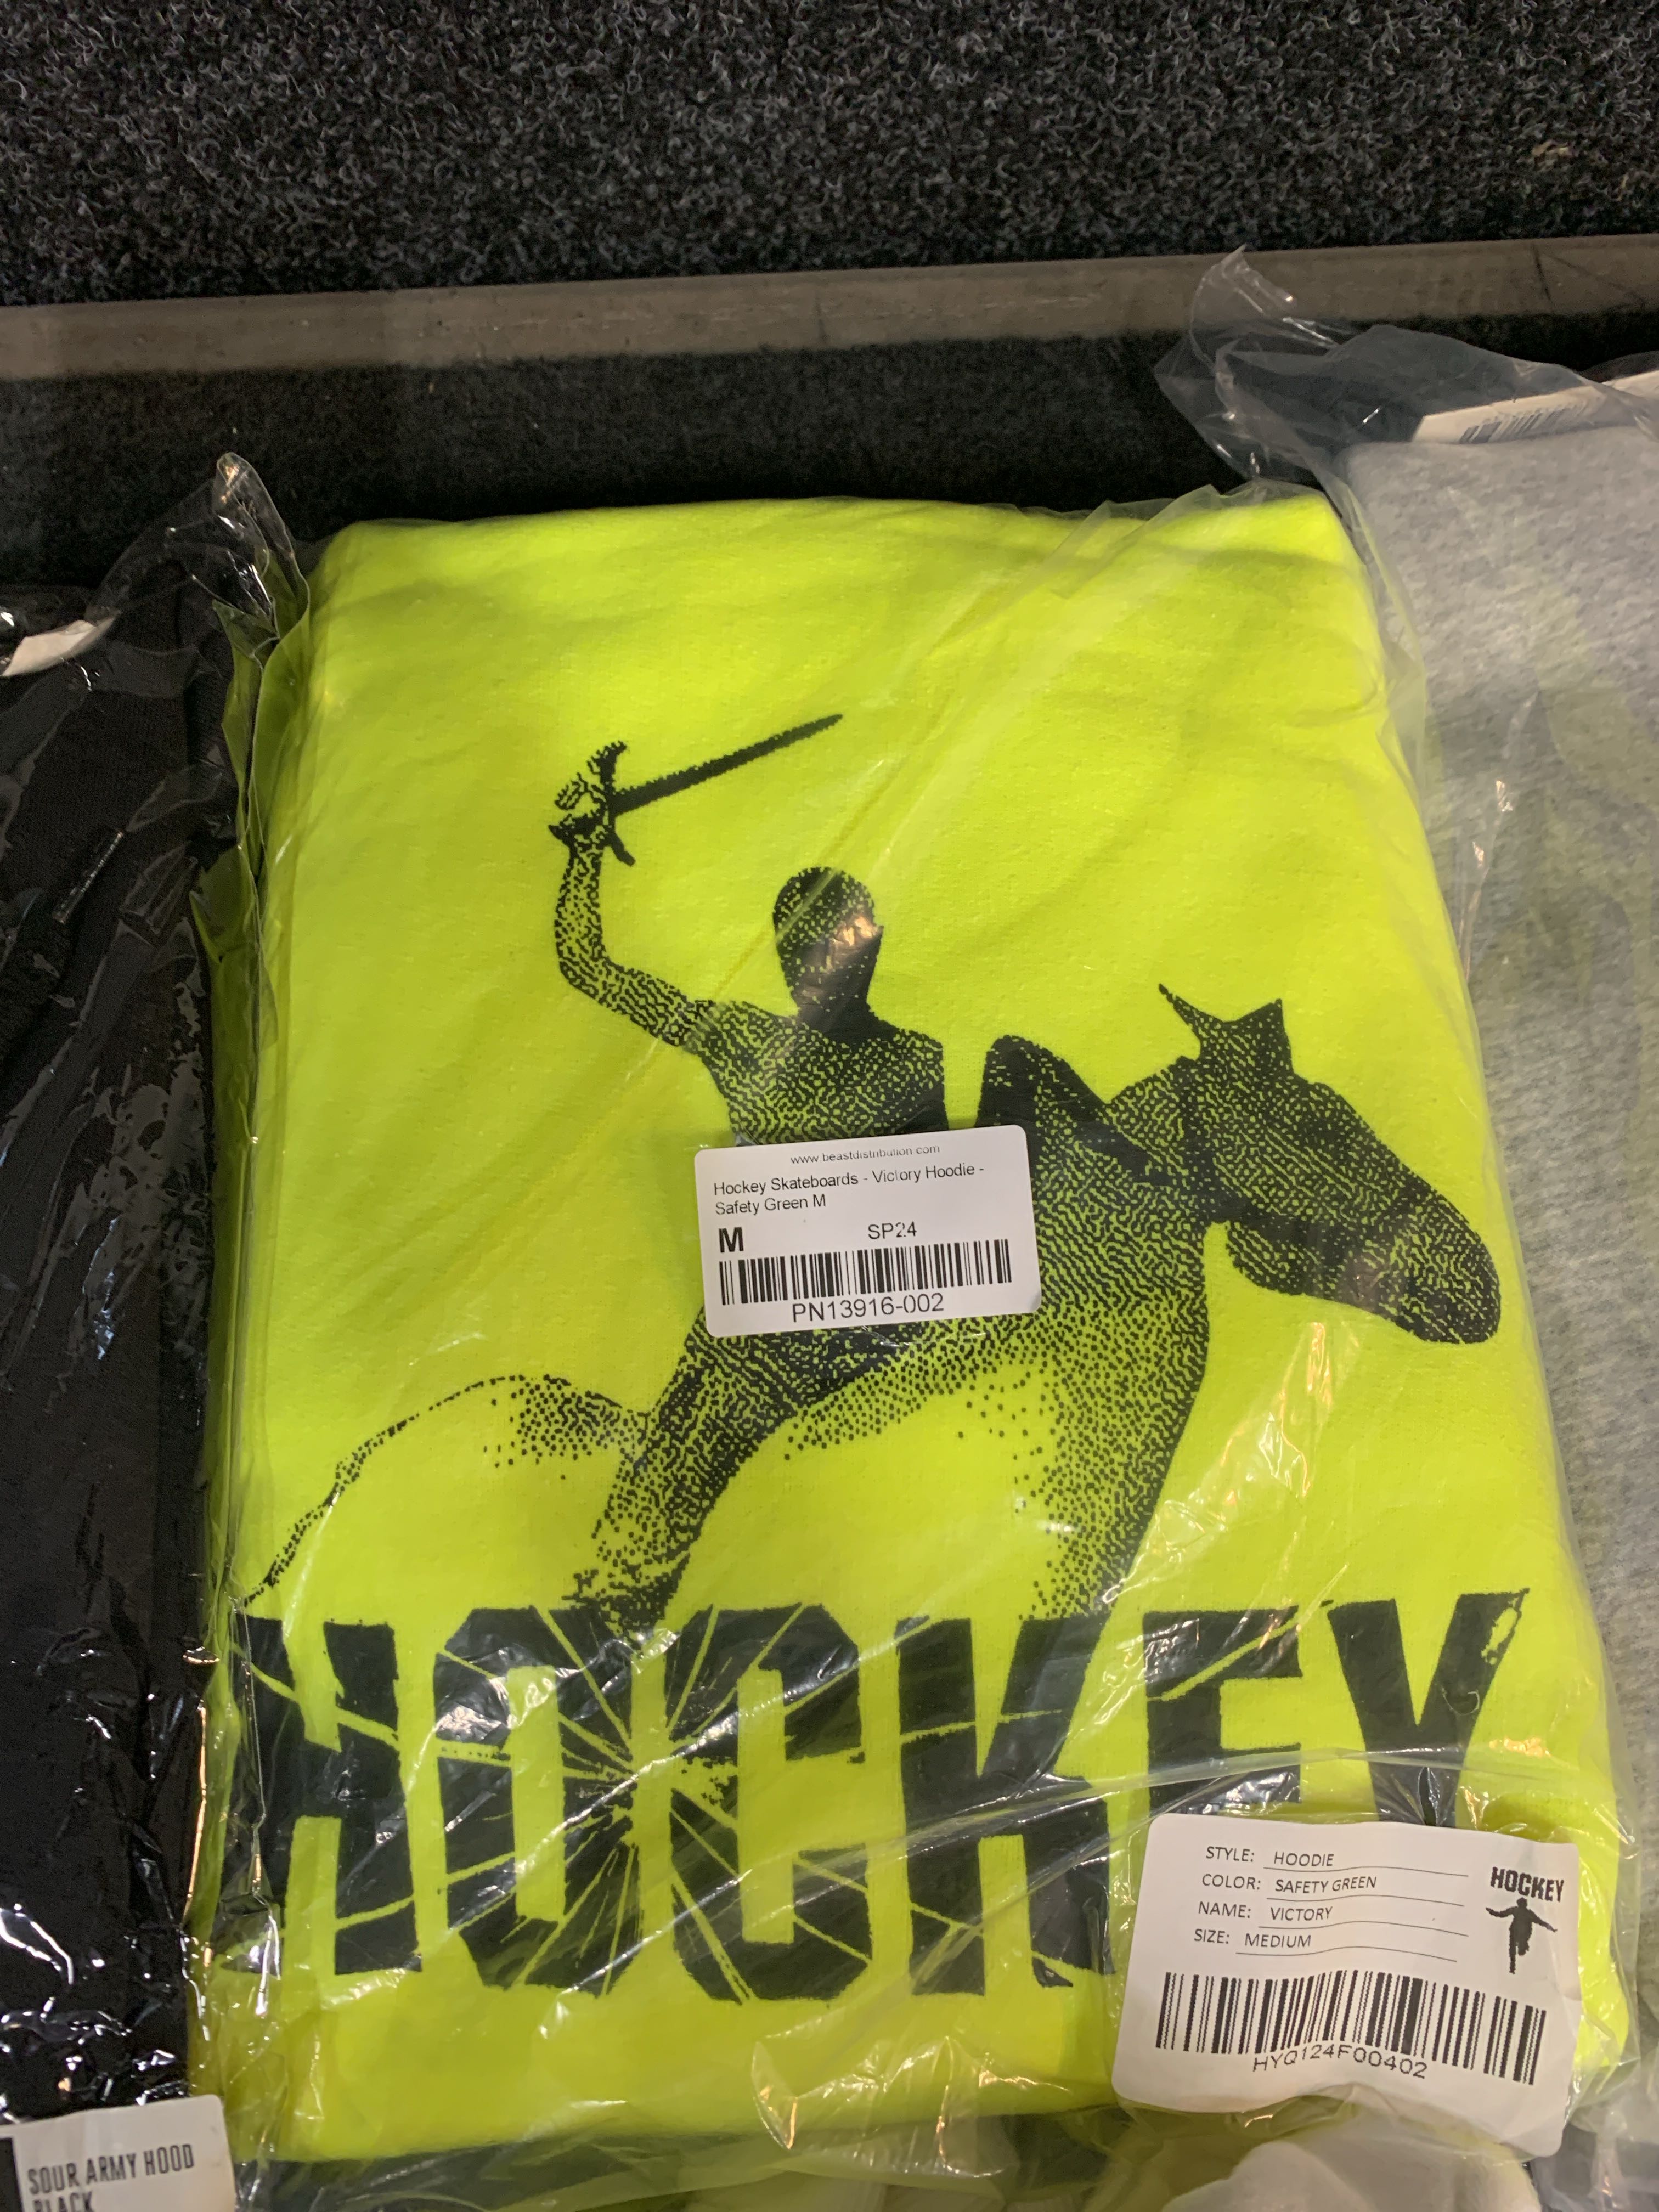 www.beastdistribution.com
Hockey Skateboards - Victory Hoodie -
Safety Green M
M SP24
PN13916-002
HOCKEY
STYLE: HOODIE
COLOR: SAFETY GREEN
NAME: VICTORY
SIZE: MEDIUM
HOCKEY
HYQ124F00402
SOUR ARMY HOOD
BLACK